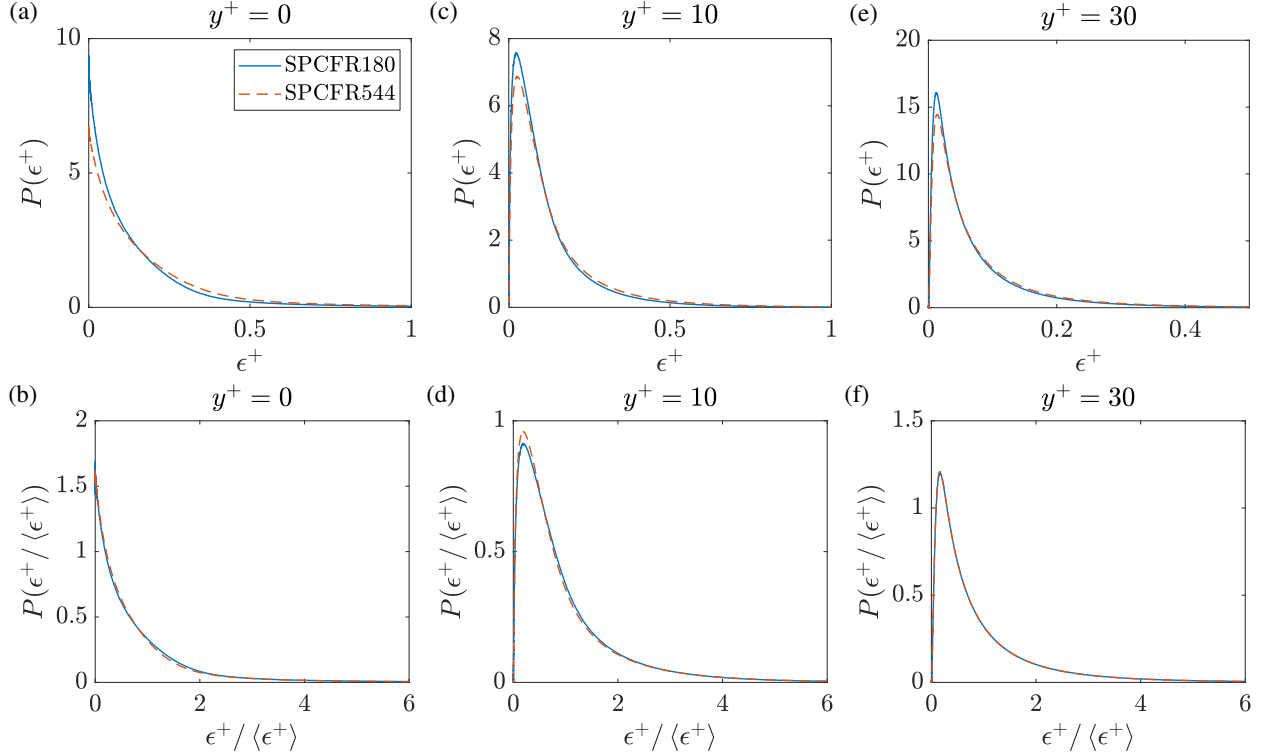 (a)
y⁺ = 0
10
5
0
P(ϵ⁺)
SPCFR180
SPCFR544
0 0.5 1
ϵ⁺
(c)
y⁺ = 10
8
6
4
2
0
P(ϵ⁺)
0 0.5 1
ϵ⁺
(e)
y⁺ = 30
20
15
10
5
0
P(ϵ⁺)
0 0.2 0.4
ϵ⁺
(b)
y⁺ = 0
2
1.5
1
0.5
0
P(ϵ⁺/⟨ϵ⁺⟩)
0 2 4 6
ϵ⁺/⟨ϵ⁺⟩
(d)
y⁺ = 10
1
0.5
0
P(ϵ⁺/⟨ϵ⁺⟩)
0 2 4 6
ϵ⁺/⟨ϵ⁺⟩
(f)
y⁺ = 30
1.5
1
0.5
0
P(ϵ⁺/⟨ϵ⁺⟩)
0 2 4 6
ϵ⁺/⟨ϵ⁺⟩